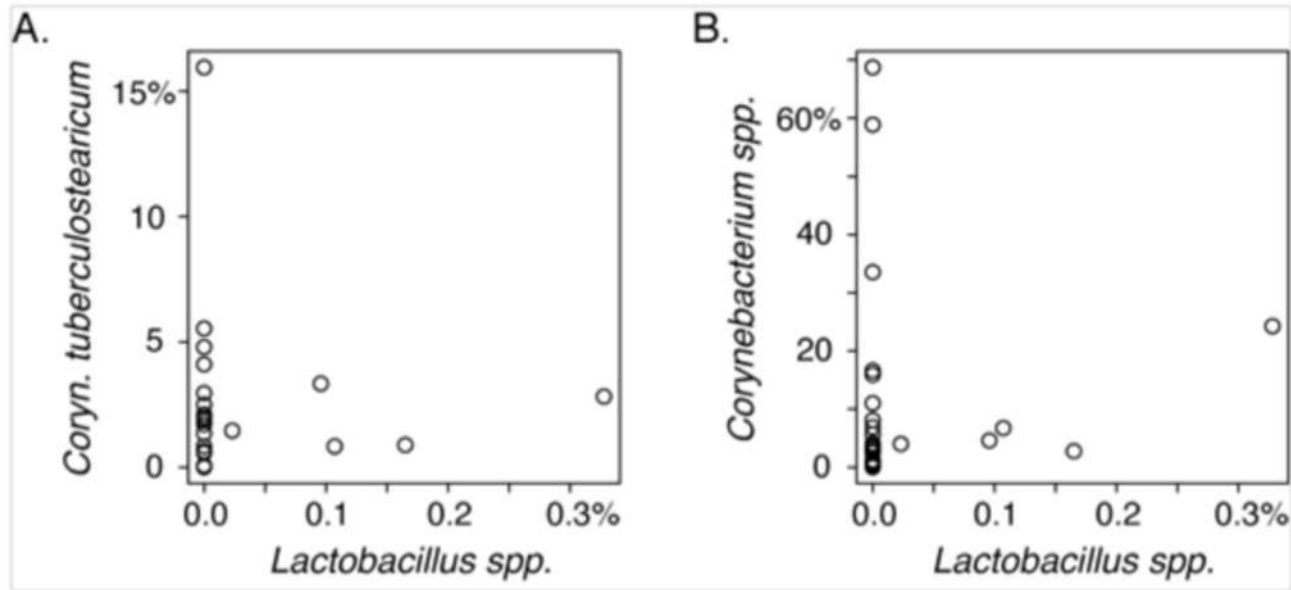 A.
Coryn. tuberculostearicum
15%
10
5
0
0.0 0.1 0.2 0.3%
Lactobacillus spp.
B.
Corynebacterium spp.
60%
40
20
0
0.0 0.1 0.2 0.3%
Lactobacillus spp.